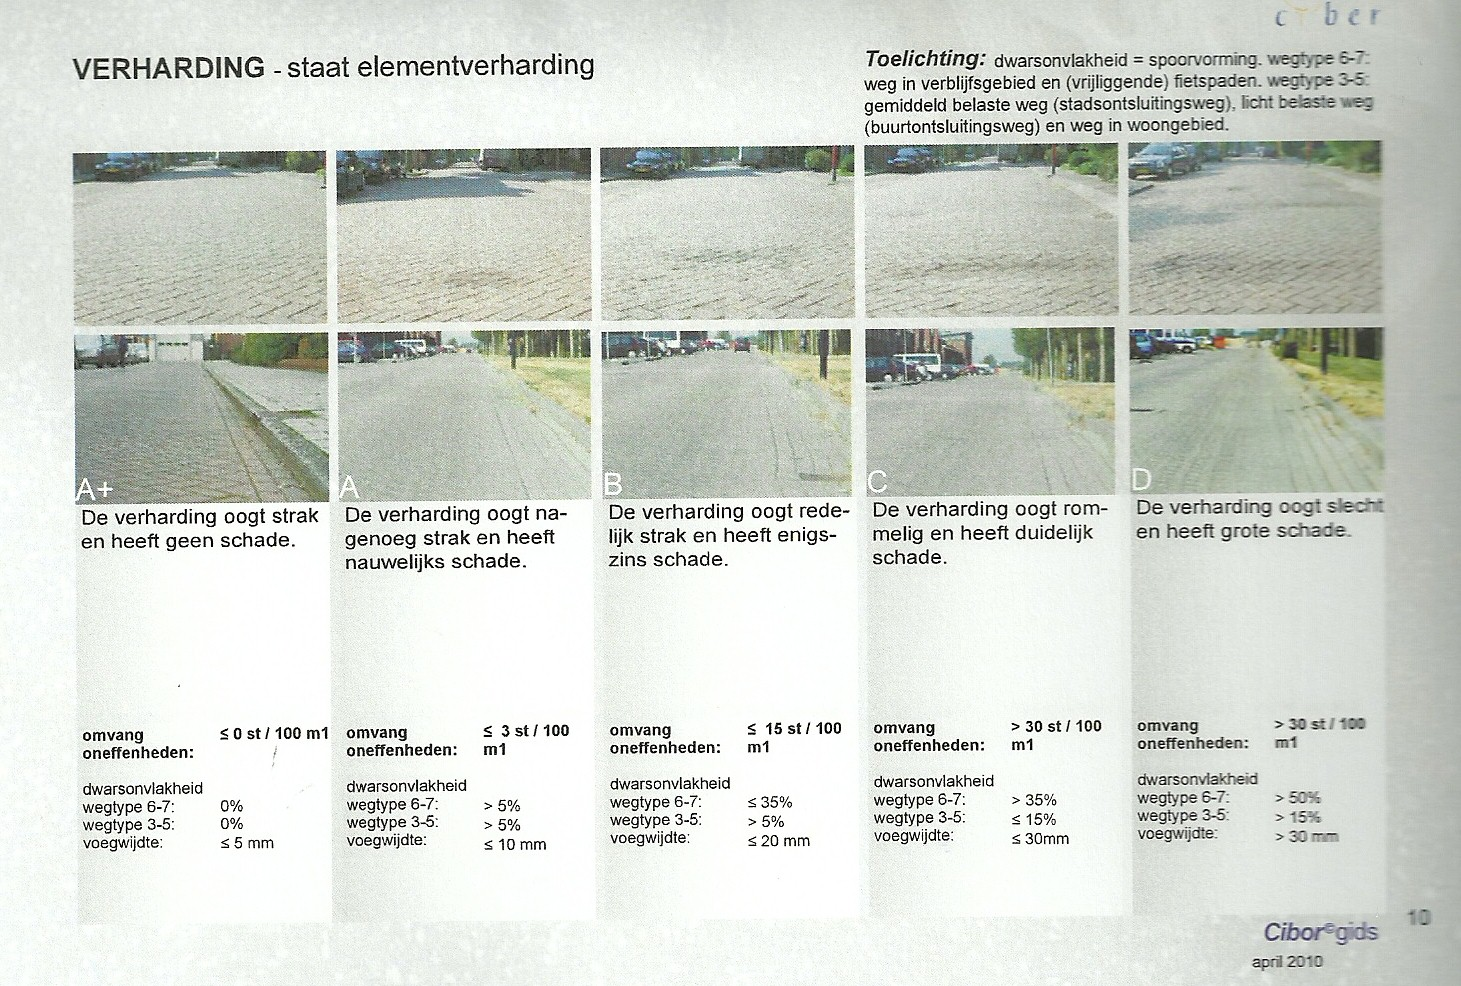 cyber
VERHARDING - staat elementverharding
Toelichting: dwarsonvlakheid = spoorvorming. wegtype 6-7:
weg in verblijfsgebied en (vrijliggende) fietspaden. wegtype 3-5:
gemiddeld belaste weg (stadsontsluitingsweg), licht belaste weg
(buurtontsluitingsweg) en weg in woongebied.
A+
De verharding oogt strak
en heeft geen schade.
omvang ≤ 0 st / 100 m1
oneffenheden:
dwarsonvlakheid
wegtype 6-7: 0%
wegtype 3-5: 0%
voegwijdte: ≤ 5 mm
A
De verharding oogt na-
genoeg strak en heeft
nauwelijks schade.
omvang ≤ 3 st / 100
oneffenheden: m1
dwarsonvlakheid
wegtype 6-7: > 5%
wegtype 3-5: > 5%
voegwijdte: ≤ 10 mm
B
De verharding oogt rede-
lijk strak en heeft enigs-
zins schade.
omvang ≤ 15 st / 100
oneffenheden: m1
dwarsonvlakheid
wegtype 6-7: ≤ 35%
wegtype 3-5: > 5%
voegwijdte: ≤ 20 mm
C
De verharding oogt rom-
melig en heeft duidelijk
schade.
omvang > 30 st / 100
oneffenheden: m1
dwarsonvlakheid
wegtype 6-7: > 35%
wegtype 3-5: ≤ 15%
voegwijdte: ≤ 30mm
D
De verharding oogt slecht
en heeft grote schade.
omvang > 30 st / 100
oneffenheden: m1
dwarsonvlakheid
wegtype 6-7: > 50%
wegtype 3-5: > 15%
voegwijdte: > 30 mm
10
Cibor©gids
april 2010